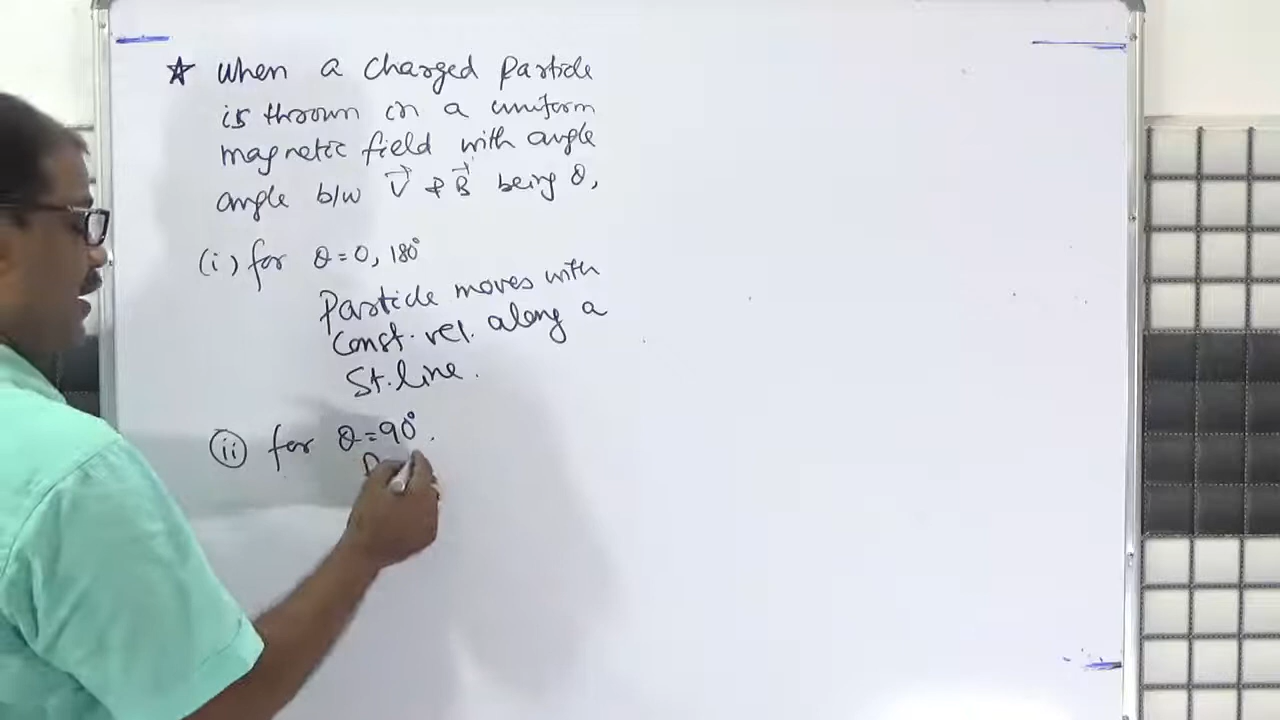 ☆ When a charged particle
is thrown in a uniform
magnetic field with angle
angle b/w V⃗ & B⃗ being θ,
(i) for θ = 0, 180°
Particle moves with
Const. vel. along a
St. line.
(ii) for θ = 90°.